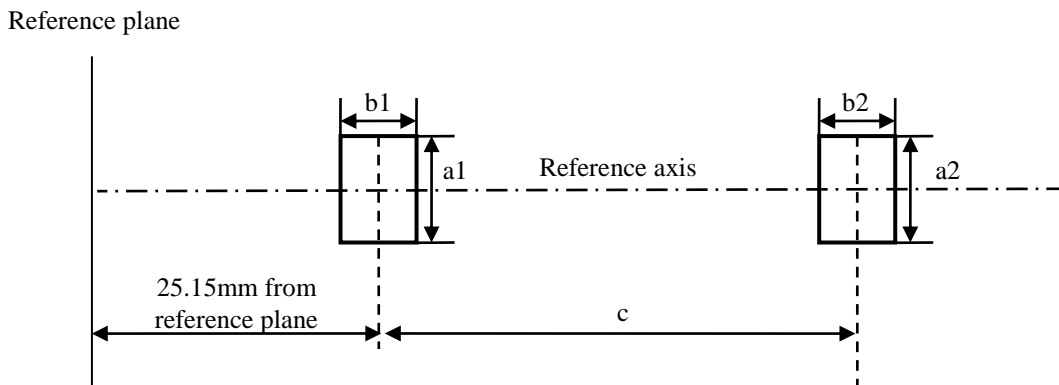 Reference plane
b1
b2
a1
Reference axis
a2
25.15mm from
reference plane
c